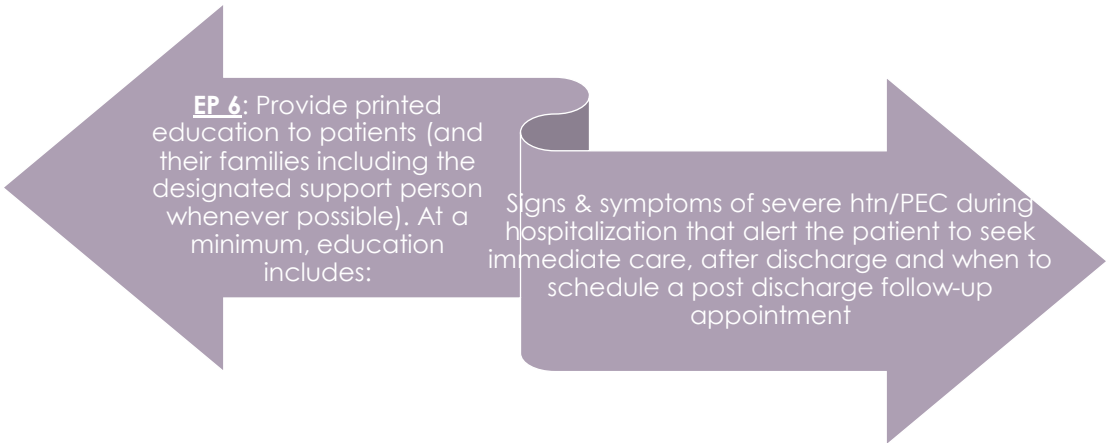 EP 6: Provide printed
education to patients (and
their families including the
designated support person
whenever possible). At a
minimum, education
includes:
Signs & symptoms of severe htn/PEC during
hospitalization that alert the patient to seek
immediate care, after discharge and when to
schedule a post discharge follow-up
appointment